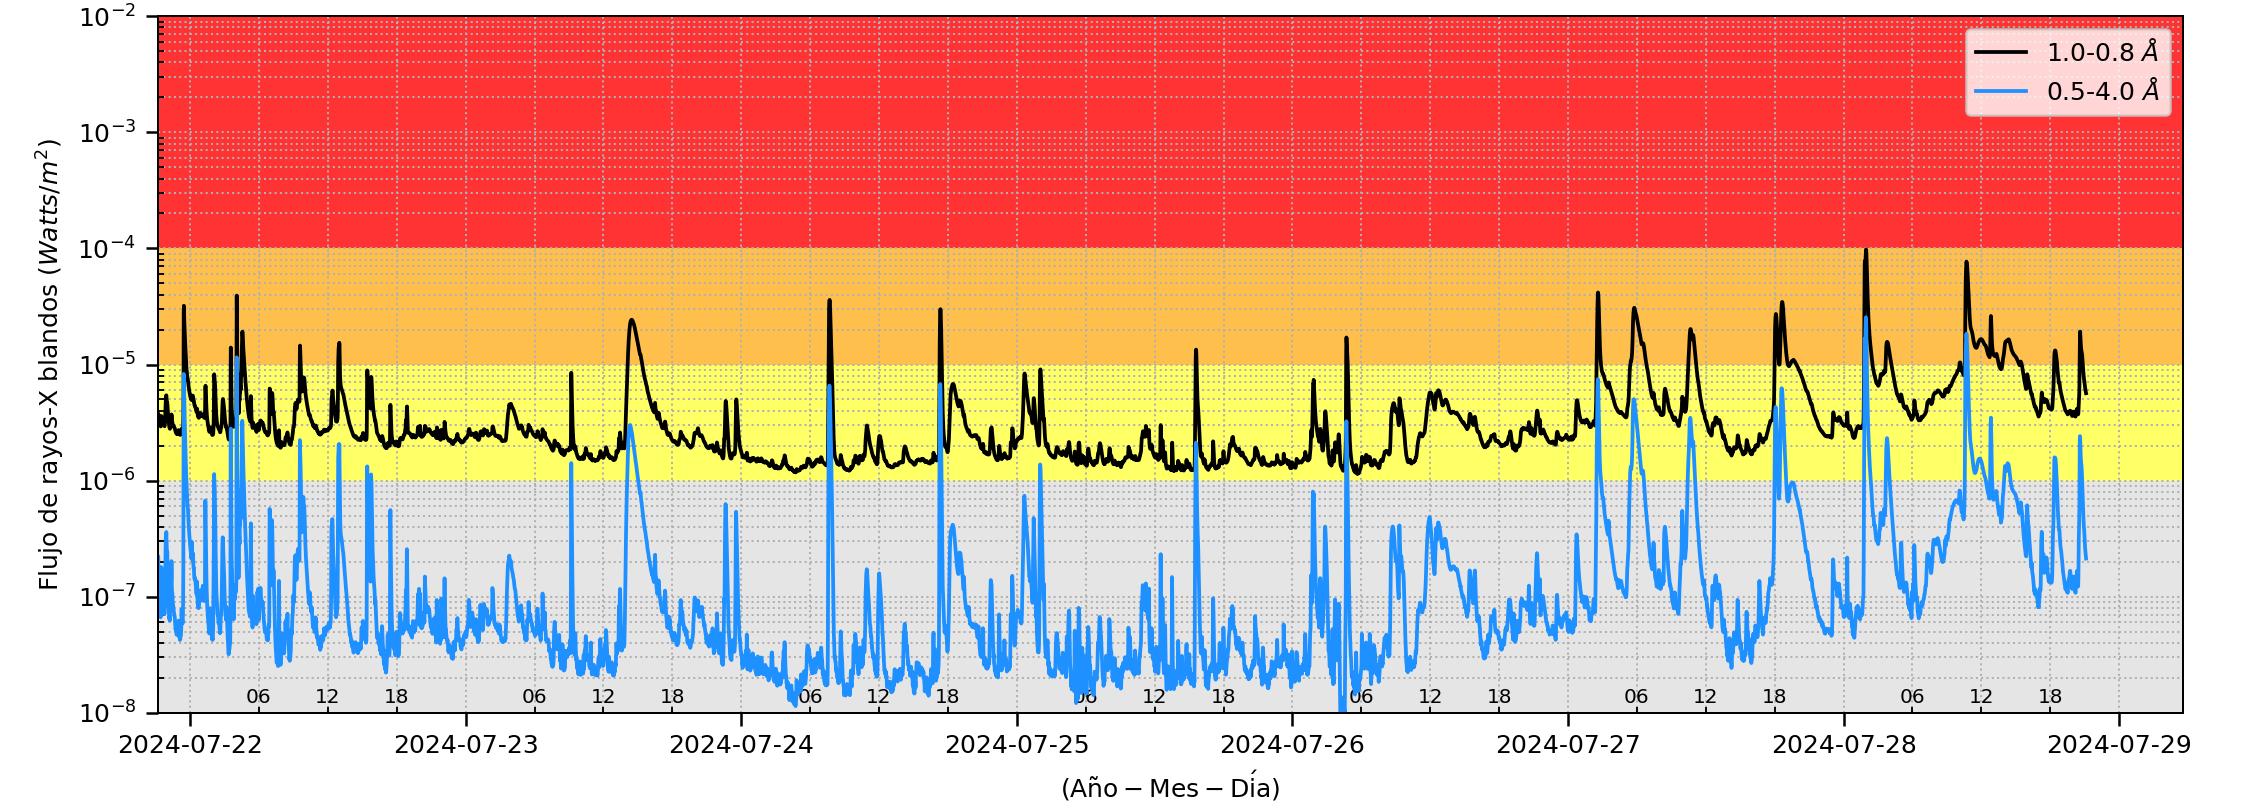 10⁻²
10⁻³
10⁻⁴
10⁻⁵
10⁻⁶
10⁻⁷
10⁻⁸
Flujo de rayos-X blandos (Watts/m²)
1.0-0.8 Å
0.5-4.0 Å
06 12 18 06 12 18 06 12 18 06 12 18 06 12 18 06 12 18 06 12 18
2024-07-22 2024-07-23 2024-07-24 2024-07-25 2024-07-26 2024-07-27 2024-07-28 2024-07-29
(Año − Mes − Día)